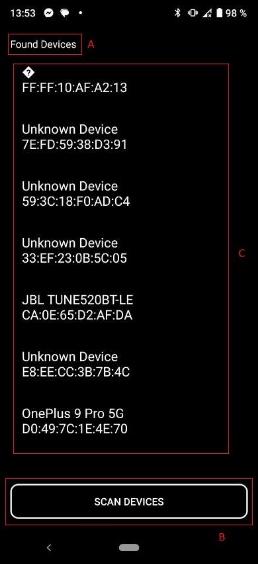 13:53 98 %
Found Devices A
FF:FF:10:AF:A2:13
Unknown Device
7E:FD:59:38:D3:91
Unknown Device
59:3C:18:F0:AD:C4
Unknown Device
33:EF:23:0B:5C:05
C
JBL TUNE520BT-LE
CA:0E:65:D2:AF:DA
Unknown Device
E8:EE:CC:3B:7B:4C
OnePlus 9 Pro 5G
D0:49:7C:1E:4E:70
SCAN DEVICES
B